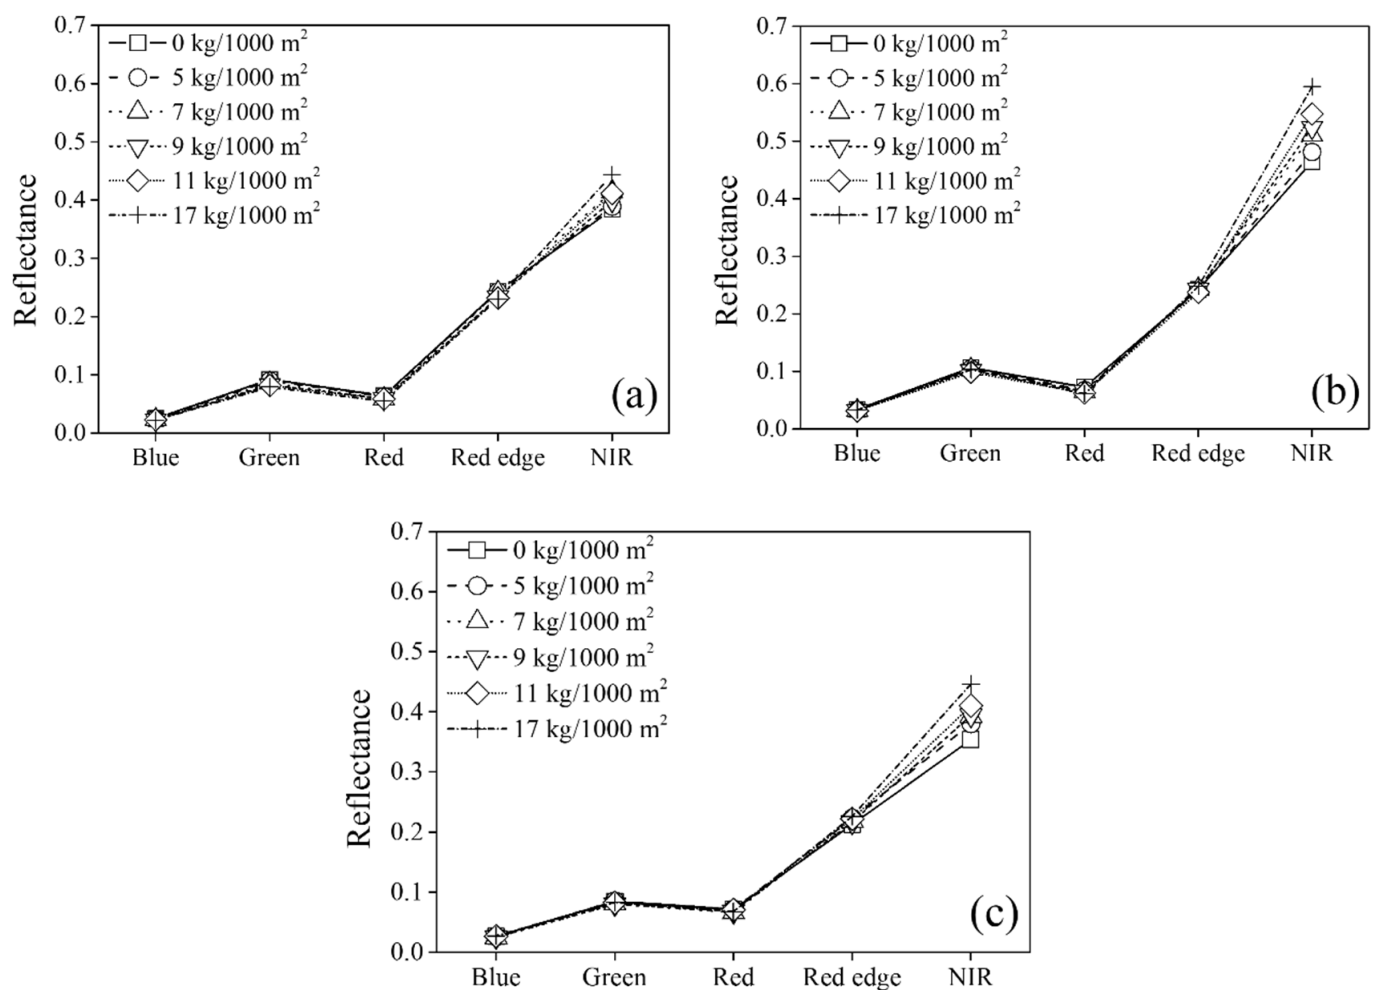 0.7
0.6
0.5
0.4
0.3
0.2
0.1
0.0
Reflectance
0 kg/1000 m²
5 kg/1000 m²
7 kg/1000 m²
9 kg/1000 m²
11 kg/1000 m²
17 kg/1000 m²
(a)
Blue Green Red Red edge NIR
0.7
0.6
0.5
0.4
0.3
0.2
0.1
0.0
Reflectance
0 kg/1000 m²
5 kg/1000 m²
7 kg/1000 m²
9 kg/1000 m²
11 kg/1000 m²
17 kg/1000 m²
(b)
Blue Green Red Red edge NIR
0.7
0.6
0.5
0.4
0.3
0.2
0.1
0.0
Reflectance
0 kg/1000 m²
5 kg/1000 m²
7 kg/1000 m²
9 kg/1000 m²
11 kg/1000 m²
17 kg/1000 m²
(c)
Blue Green Red Red edge NIR